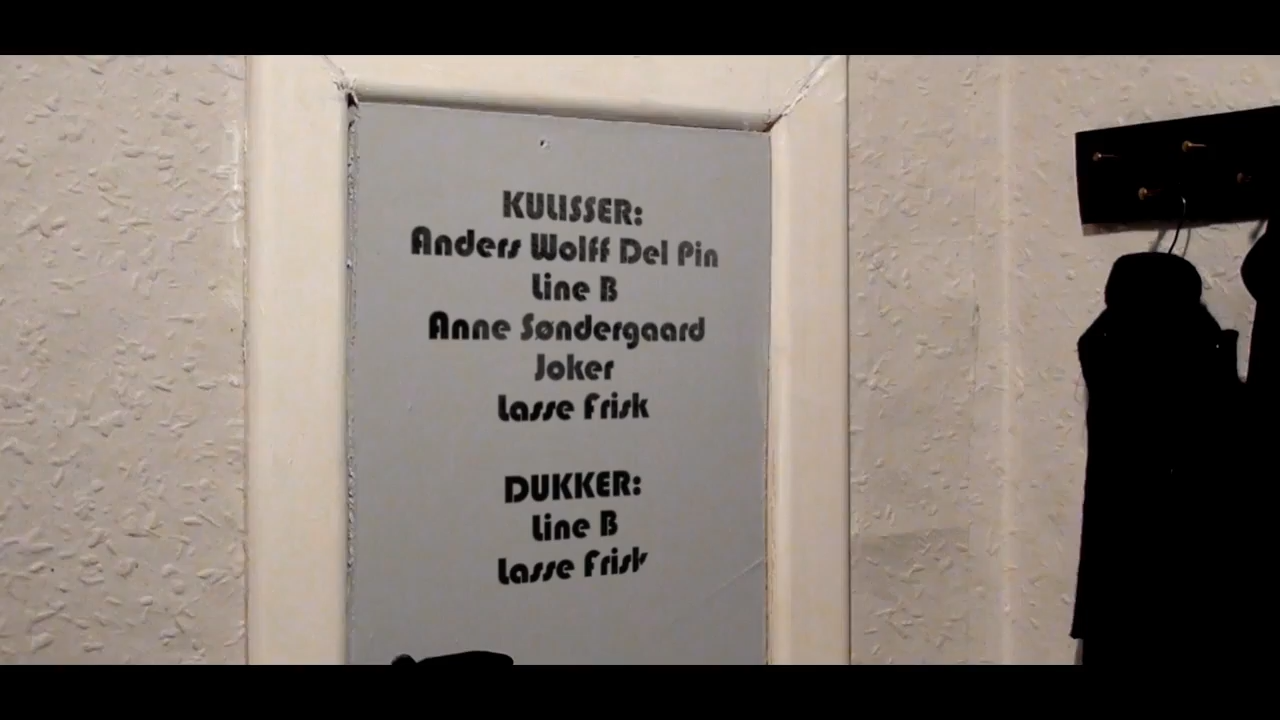 KULISSER:
Anders Wolff Del Pin
Line B
Anne Søndergaard
Joker
Lasse Frisk
DUKKER:
Line B
Lasse Frisk